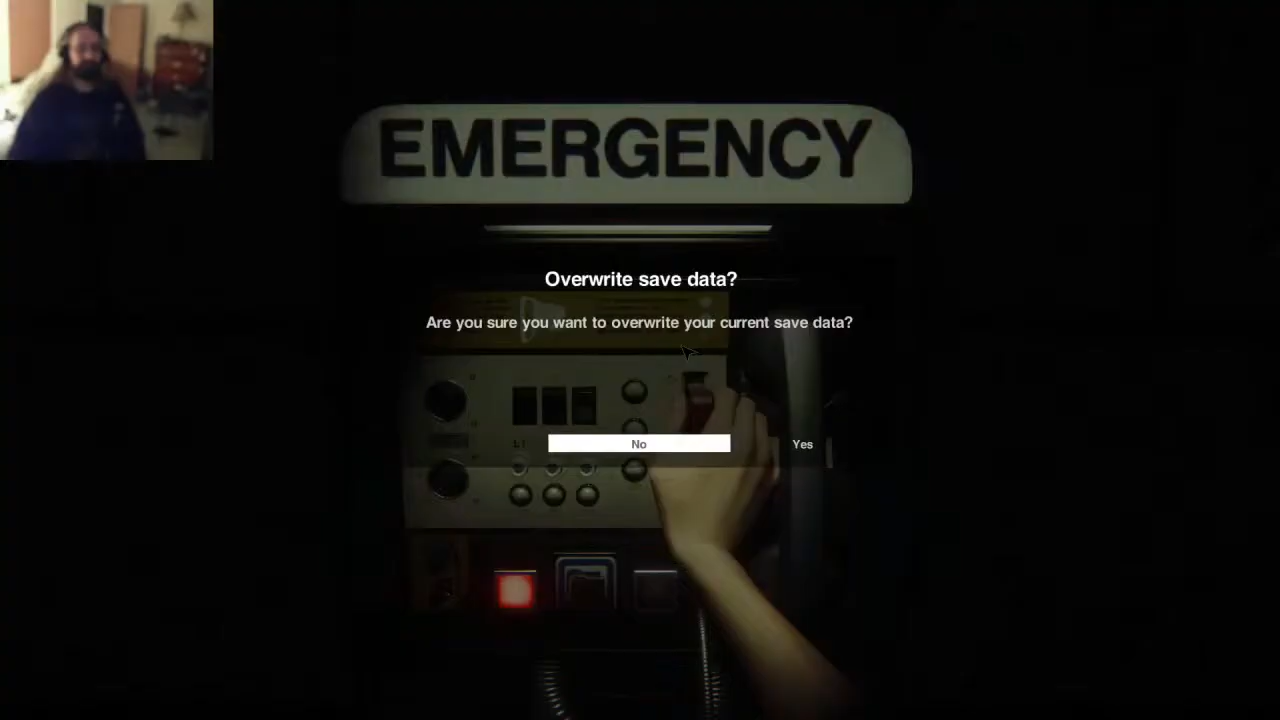 EMERGENCY
Overwrite save data?
Are you sure you want to overwrite your current save data?
No
Yes